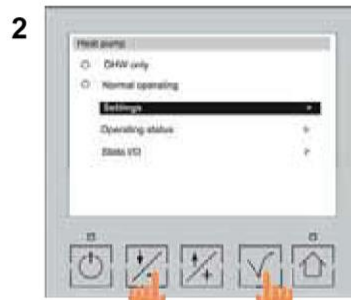 2
Heat pump
DHW only
Normal operating
Settings
Operating status
State I/O